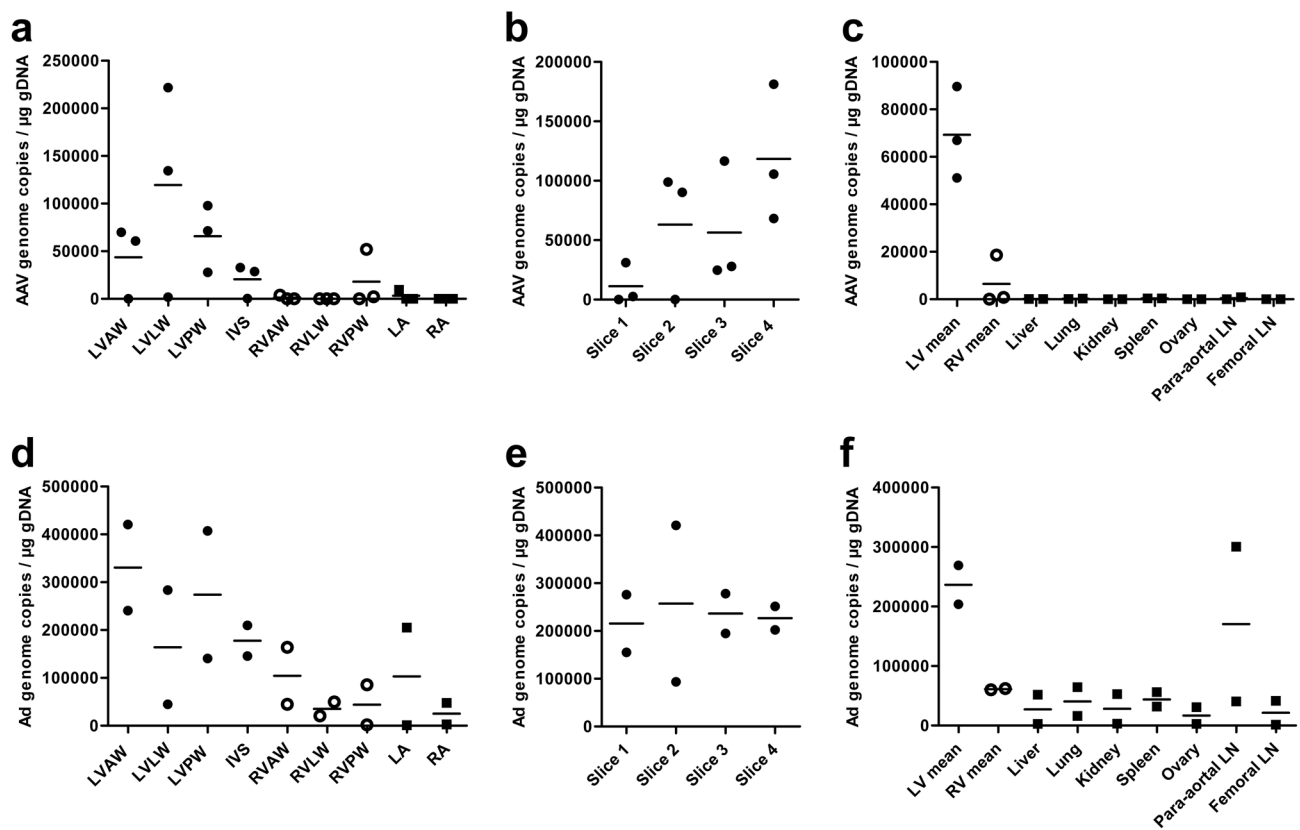 a
AAV genome copies / µg gDNA
250000
200000
150000
100000
50000
0
LVAW
LVLW
LVPW
IVS
RVAW
RVLW
RVPW
LA
RA
b
AAV genome copies / µg gDNA
200000
150000
100000
50000
0
Slice 1
Slice 2
Slice 3
Slice 4
c
AAV genome copies / µg gDNA
100000
80000
60000
40000
20000
0
LV mean
RV mean
Liver
Lung
Kidney
Spleen
Ovary
Para-aortal LN
Femoral LN
d
Ad genome copies / µg gDNA
500000
400000
300000
200000
100000
0
LVAW
LVLW
LVPW
IVS
RVAW
RVLW
RVPW
LA
RA
e
Ad genome copies / µg gDNA
500000
400000
300000
200000
100000
0
Slice 1
Slice 2
Slice 3
Slice 4
f
Ad genome copies / µg gDNA
400000
300000
200000
100000
0
LV mean
RV mean
Liver
Lung
Kidney
Spleen
Ovary
Para-aortal LN
Femoral LN